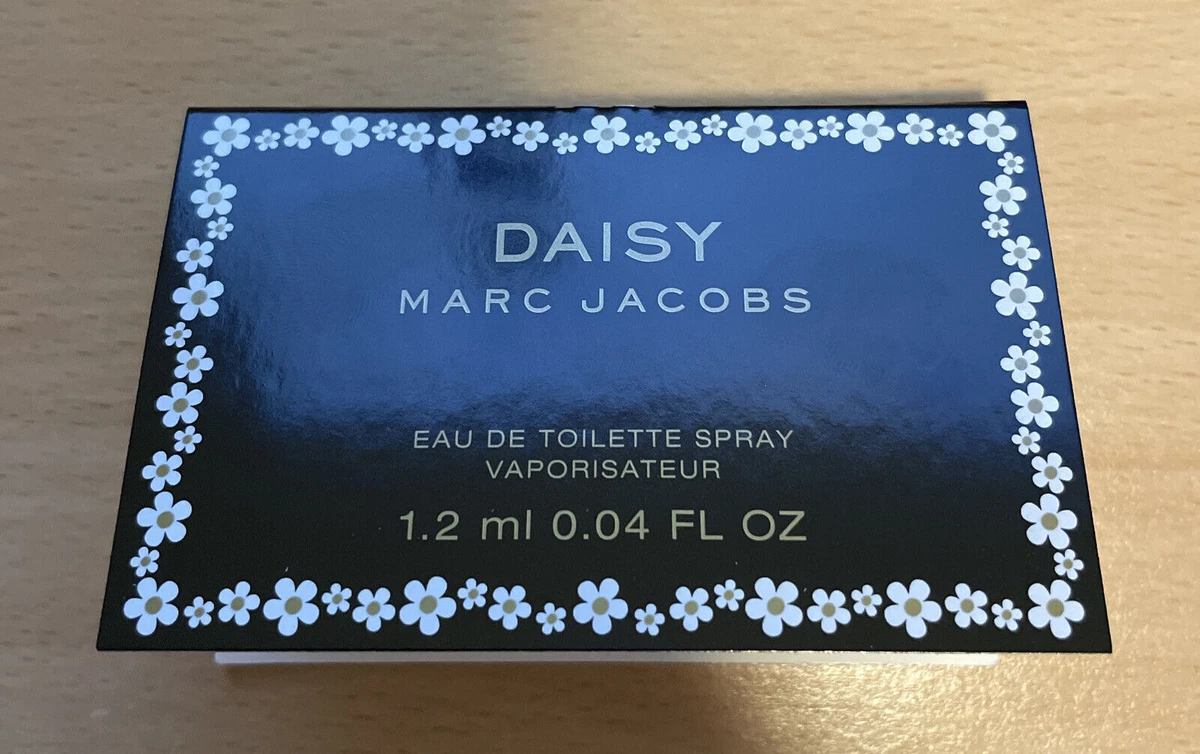 DAISY
MARC JACOBS
EAU DE TOILETTE SPRAY
VAPORISATEUR
1.2 ml 0.04 FL OZ